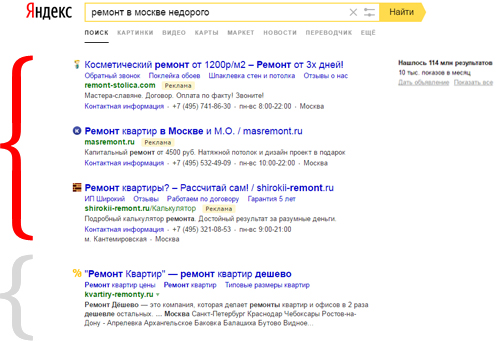 Яндекс
ремонт в москве недорого
Найти
ПОИСК КАРТИНКИ ВИДЕО КАРТЫ МАРКЕТ НОВОСТИ ПЕРЕВОДЧИК ЕЩЁ
Косметический ремонт от 1200р/м2 – Ремонт от 3х дней!
Обратный звонок Поклейка обоев Шпаклевка стен и потолка Отзывы о нас
remont-stolica.com Реклама
Мастера-славяне. Договор. Оплата по факту! Звоните!
Контактная информация · +7 (495) 741-86-30 · пн-вс 8:00-22:00 · Москва
Нашлось 114 млн результатов
10 тыс. показов в месяц
Дать объявление Показать все
Ремонт квартир в Москве и М.О. / masremont.ru
masremont.ru Реклама
Капитальный ремонт от 4500 руб. Натяжной потолок и дизайн проект в подарок
Контактная информация · +7 (495) 532-49-09 · пн-вс 10:00-22:00 · Москва
Ремонт квартиры? – Рассчитай сам! / shirokii-remont.ru
ИП Широкий Отзывы Работаем по договору Гарантия 5 лет
shirokii-remont.ru/Калькулятор Реклама
Подробный калькулятор ремонта. Достойный результат за разумные деньги.
Контактная информация · +7 (495) 321-08-53 · пн-вс 9:00-21:00
м. Кантемировская · Москва
"Ремонт Квартир" — ремонт квартир дешево
Ремонт квартир цены Ремонт квартир Типовые размеры квартир
kvartiry-remonty.ru
Ремонт Дёшево — это компания, которая делает ремонты квартир и офисов в 2 раза
дешевле остальных. ... Москва Санкт-Петербург Краснодар Чебоксары Ростов-на-
Дону - Апрелевка Архангельское Баковка Балашиха Бутово Видное...